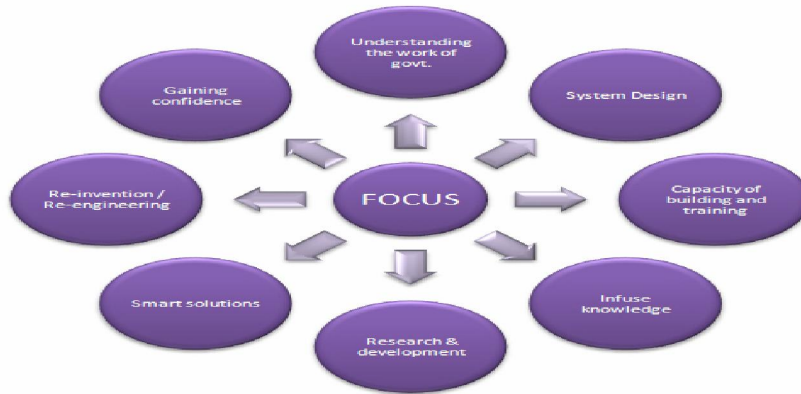 Understanding
the work of
govt.
Gaining
confidence
System Design
Re-invention /
Re-engineering
FOCUS
Capacity of
building and
training
Smart solutions
Infuse
knowledge
Research &
development